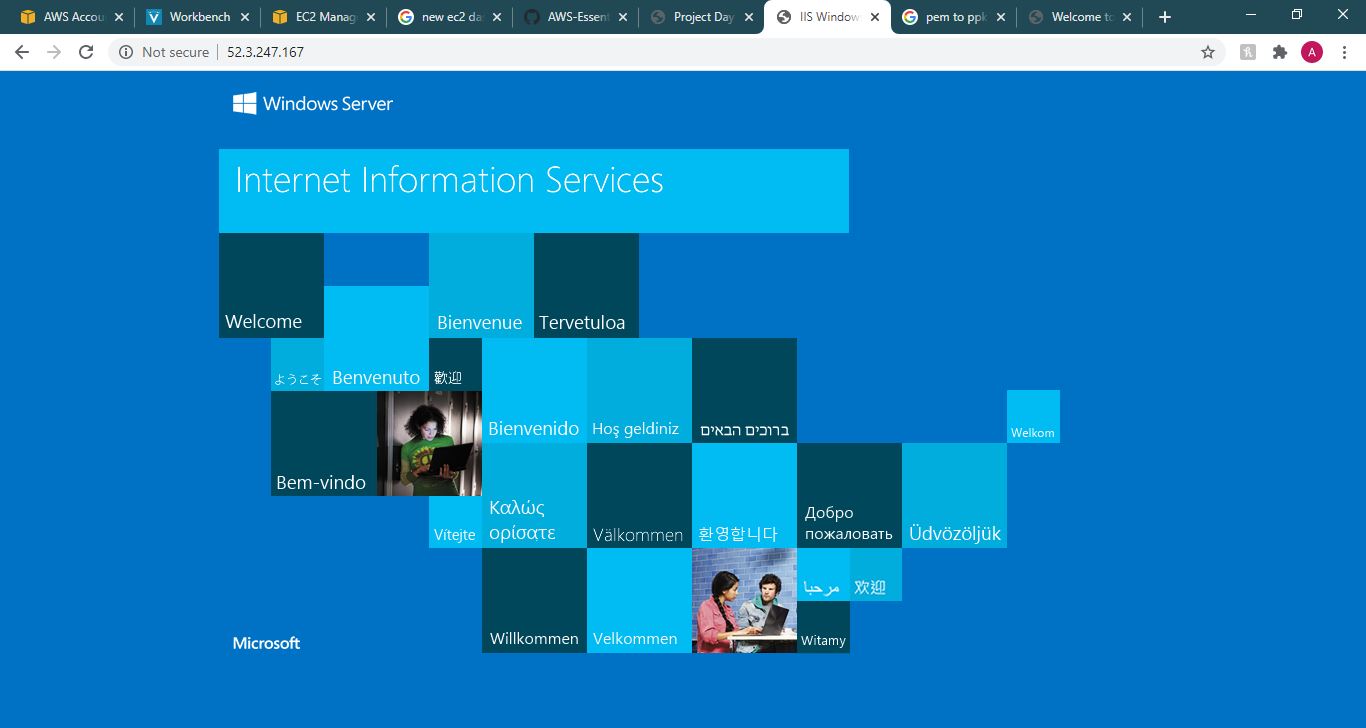 AWS Accou
Workbench
EC2 Manag
new ec2 da
AWS-Essent
Project Day
IIS Window
pem to ppk
Welcome to
Not secure
52.3.247.167
A
Windows Server
Internet Information Services
Welcome
Bienvenue
Tervetuloa
ようこそ
Benvenuto
歡迎
Bienvenido
Hoş geldiniz
ברוכים הבאים
Welkom
Bem-vindo
Vítejte
Καλώς
ορίσατε
Välkommen
환영합니다
Добро
пожаловать
Üdvözöljük
Willkommen
Velkommen
مرحبا
欢迎
Witamy
Microsoft